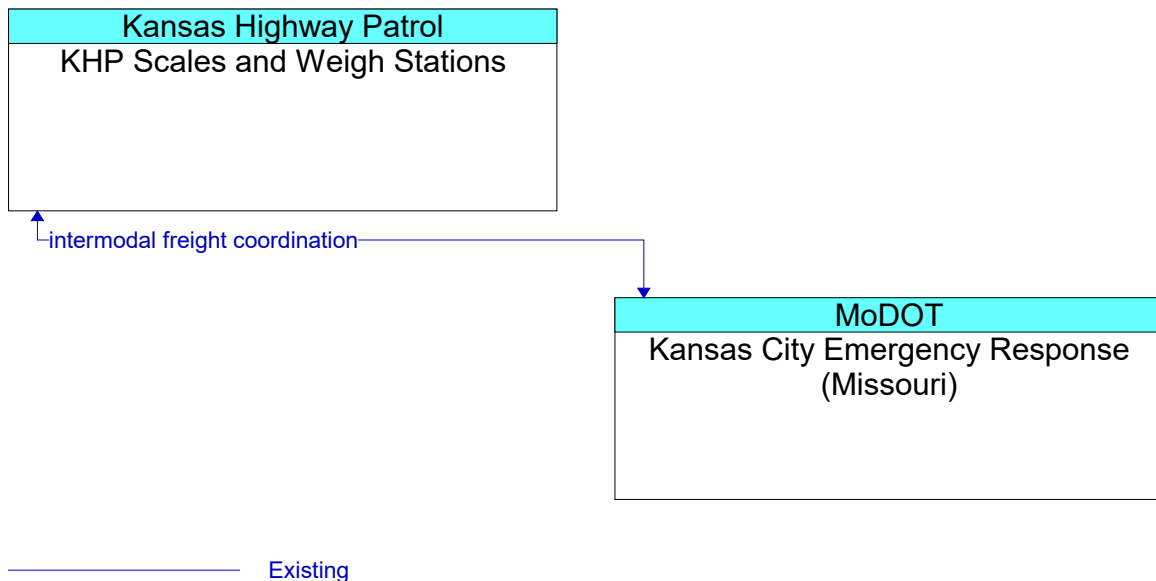 Kansas Highway Patrol
KHP Scales and Weigh Stations
intermodal freight coordination
MoDOT
Kansas City Emergency Response
(Missouri)
Existing